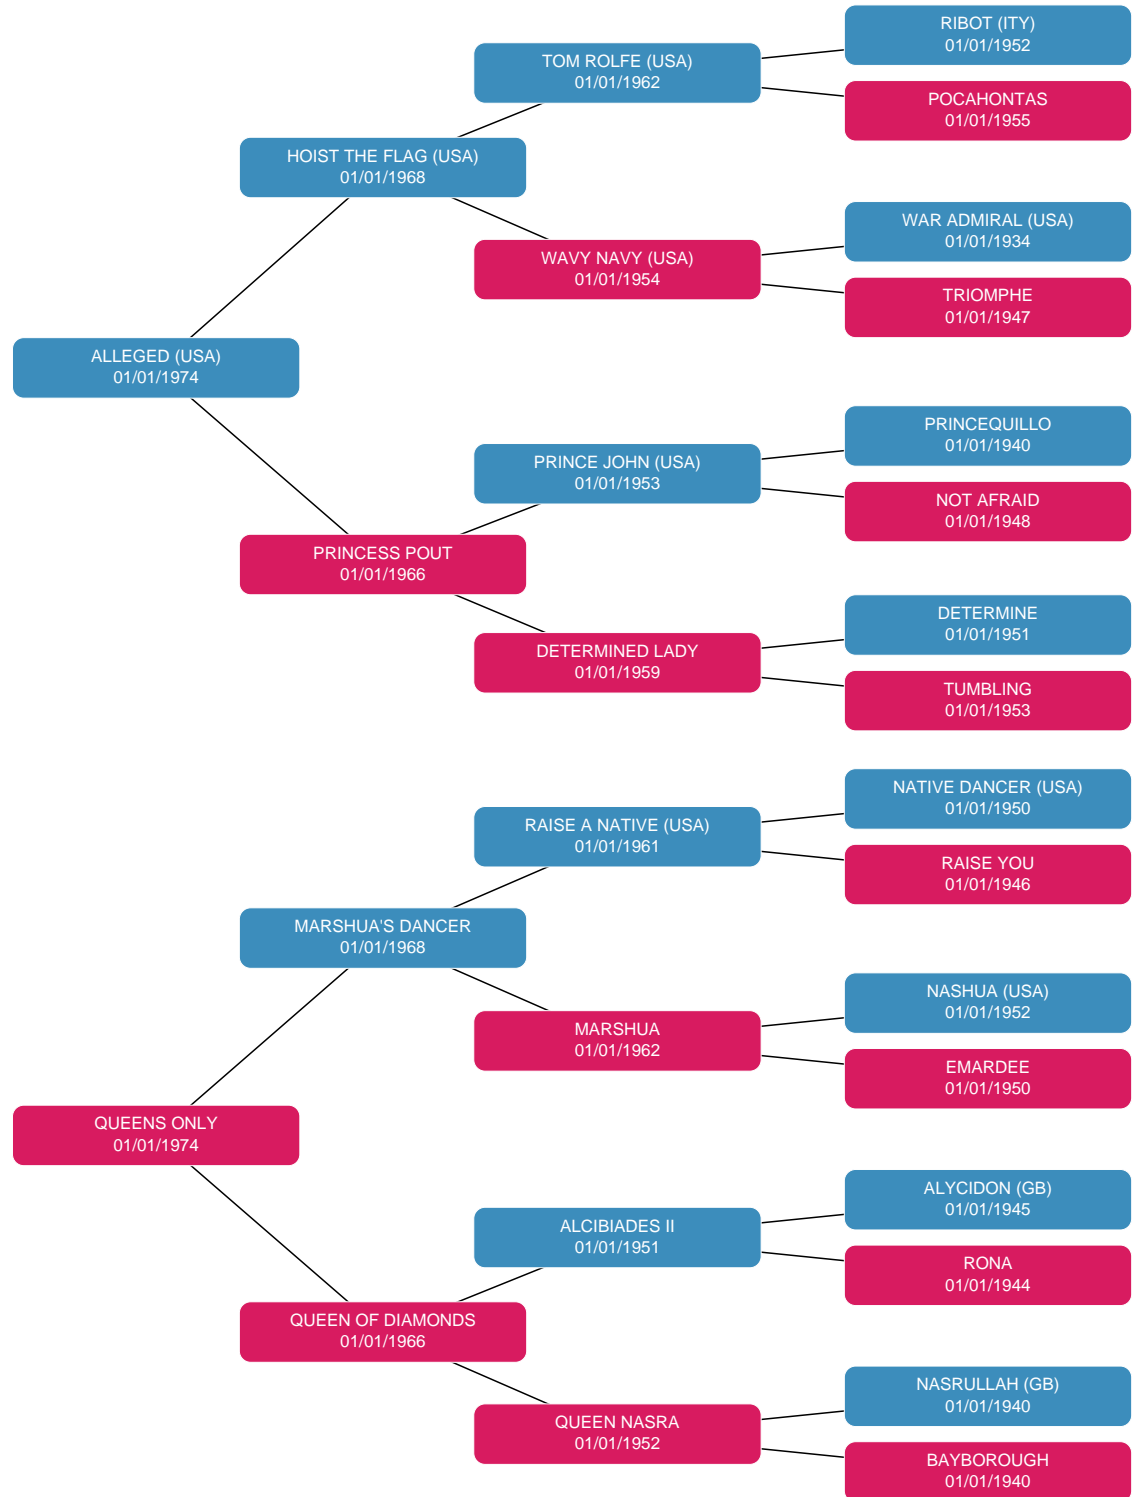 RIBOT (ITY)
01/01/1952
TOM ROLFE (USA)
01/01/1962
POCAHONTAS
01/01/1955
HOIST THE FLAG (USA)
01/01/1968
WAR ADMIRAL (USA)
01/01/1934
WAVY NAVY (USA)
01/01/1954
TRIOMPHE
01/01/1947
ALLEGED (USA)
01/01/1974
PRINCEQUILLO
01/01/1940
PRINCE JOHN (USA)
01/01/1953
NOT AFRAID
01/01/1948
PRINCESS POUT
01/01/1966
DETERMINE
01/01/1951
DETERMINED LADY
01/01/1959
TUMBLING
01/01/1953
NATIVE DANCER (USA)
01/01/1950
RAISE A NATIVE (USA)
01/01/1961
RAISE YOU
01/01/1946
MARSHUA'S DANCER
01/01/1968
NASHUA (USA)
01/01/1952
MARSHUA
01/01/1962
EMARDEE
01/01/1950
QUEENS ONLY
01/01/1974
ALYCIDON (GB)
01/01/1945
ALCIBIADES II
01/01/1951
RONA
01/01/1944
QUEEN OF DIAMONDS
01/01/1966
NASRULLAH (GB)
01/01/1940
QUEEN NASRA
01/01/1952
BAYBOROUGH
01/01/1940